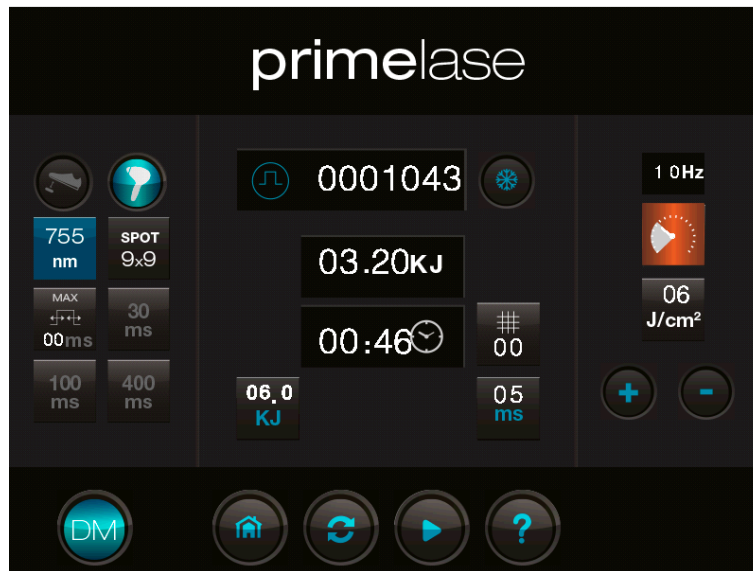 primelase
0001043
10Hz
755
nm
SPOT
9x9
03.20KJ
MAX
00ms
30
ms
00:46
00
06
J/cm²
100
ms
400
ms
06.0
KJ
05
ms
+
-
DM
?